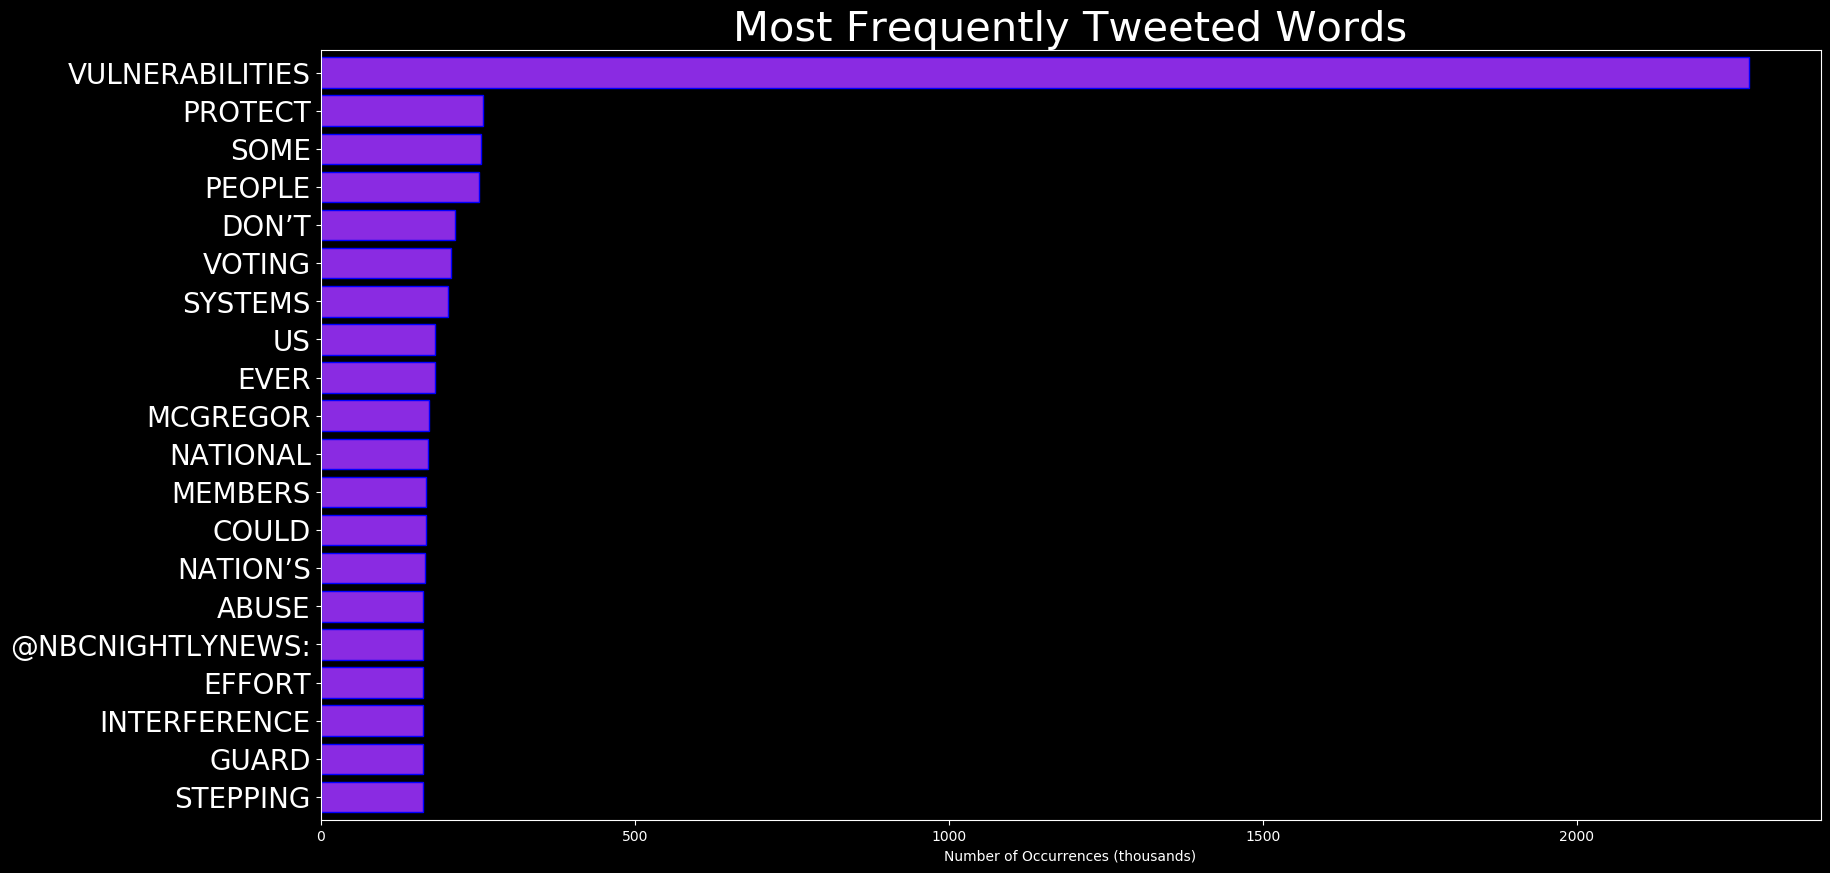 Most Frequently Tweeted Words
VULNERABILITIES
PROTECT
SOME
PEOPLE
DON’T
VOTING
SYSTEMS
US
EVER
MCGREGOR
NATIONAL
MEMBERS
COULD
NATION’S
ABUSE
@NBCNIGHTLYNEWS:
EFFORT
INTERFERENCE
GUARD
STEPPING
0 500 1000 1500 2000
Number of Occurrences (thousands)